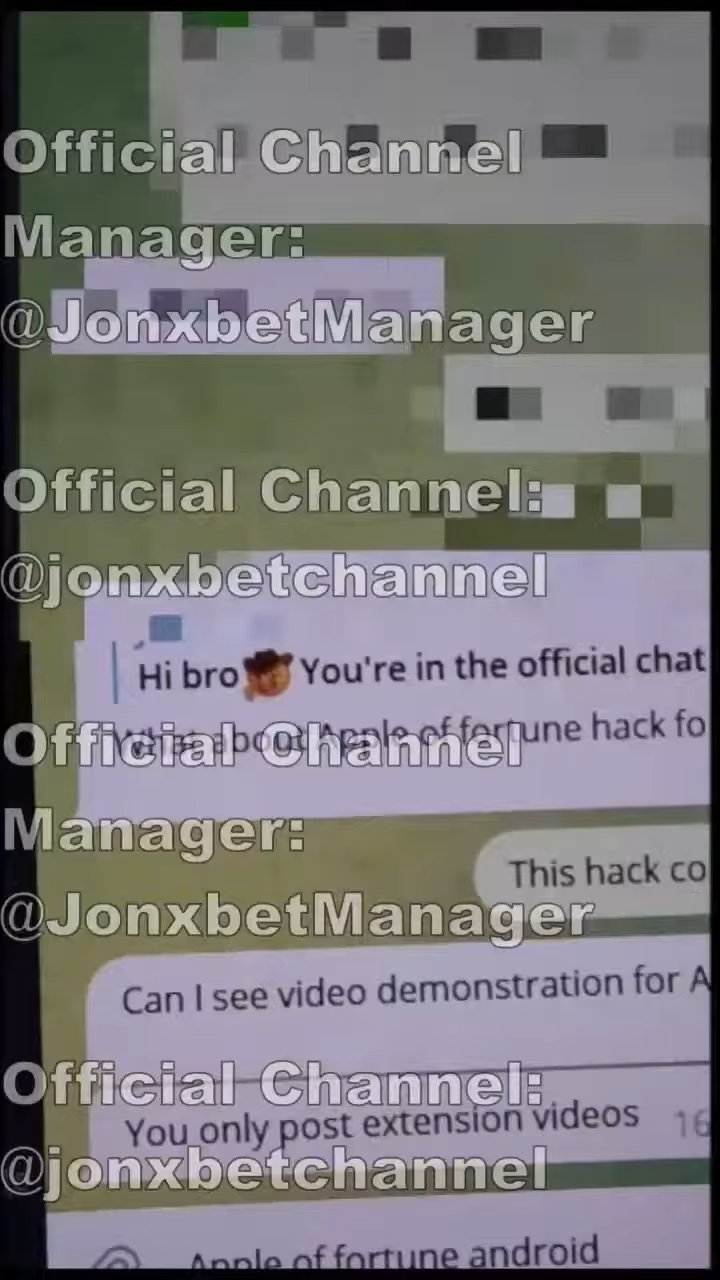 Official Channel
Manager:
@JonxbetManager
Official Channel:
@jonxbetchannel
Hi bro🤠You're in the official chat
What about Apple of fortune hack fo
Official Channel
Manager:
This hack co
@JonxbetManager
Can I see video demonstration for A
Official Channel:
You only post extension videos 16
@jonxbetchannel
Apple of fortune android